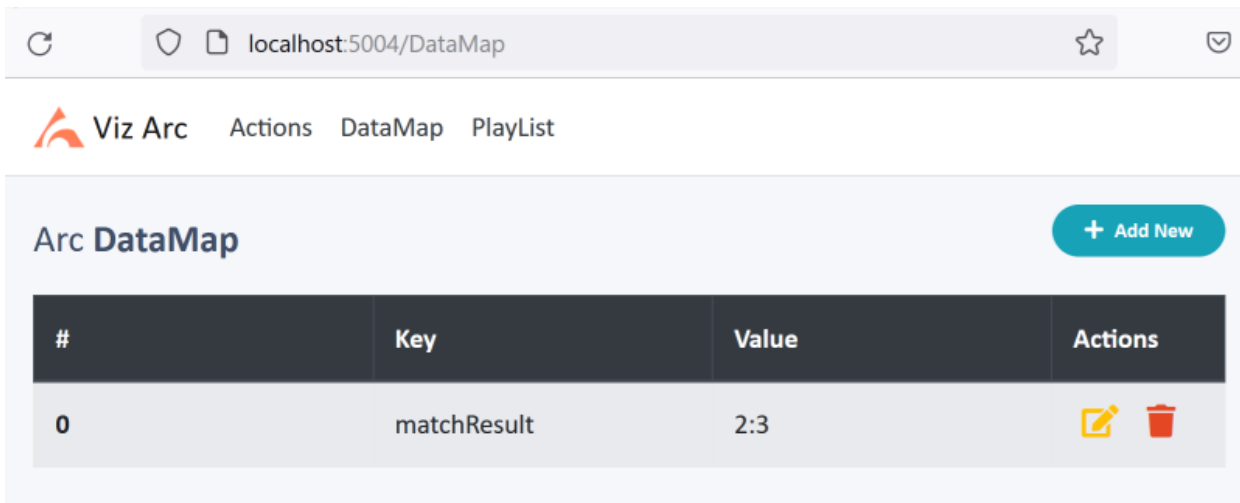 localhost:5004/DataMap
Viz Arc Actions DataMap PlayList
Arc DataMap
+ Add New
# Key Value Actions
0 matchResult 2:3